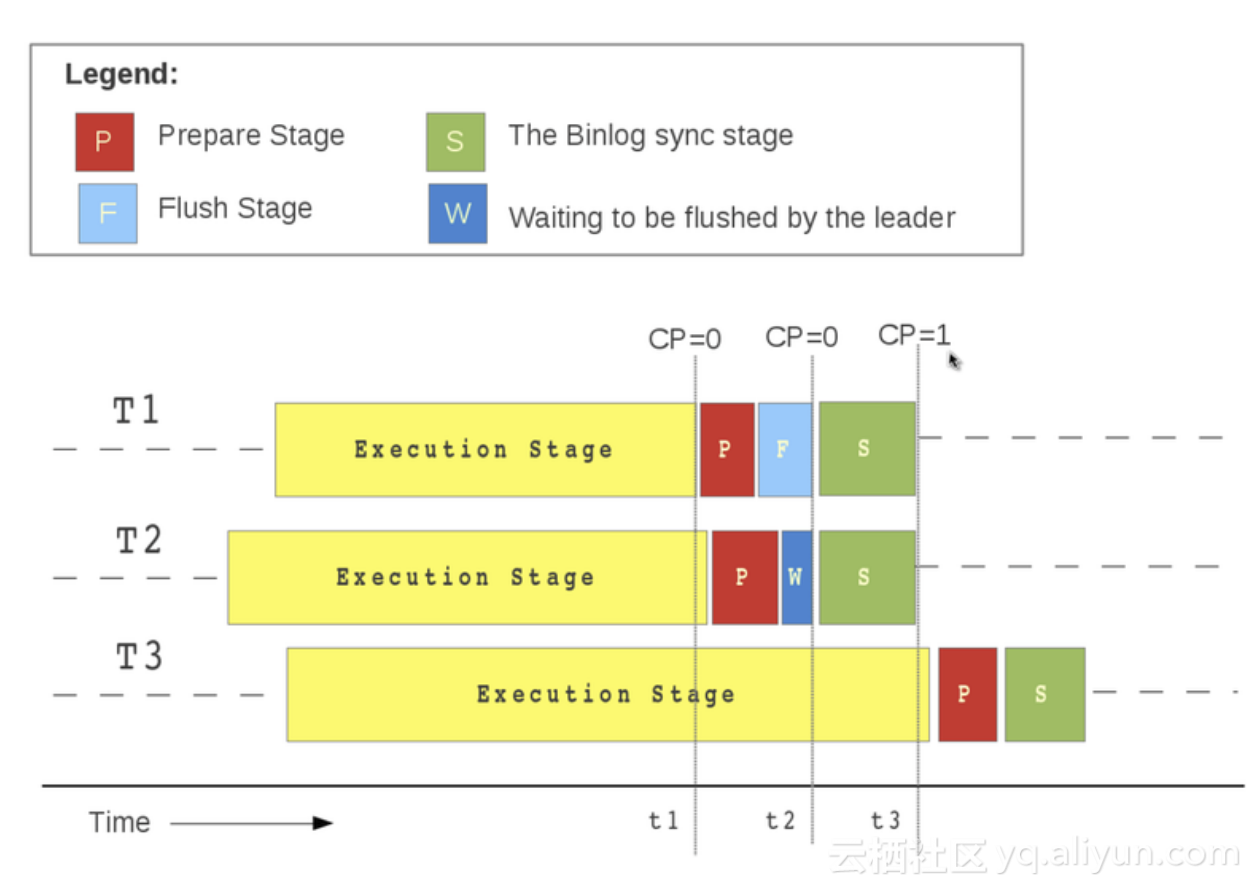 Legend:
P Prepare Stage S The Binlog sync stage
F Flush Stage W Waiting to be flushed by the leader
CP=0 CP=0 CP=1
T1
Execution Stage P F S
T2
Execution Stage P W S
T3
Execution Stage P S
Time t1 t2 t3
云栖社区 yq.aliyun.com